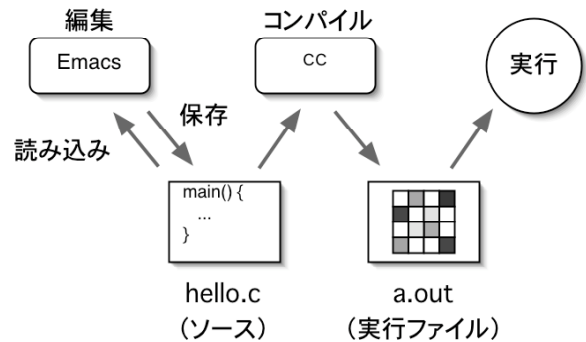 編集
Emacs
コンパイル
cc
実行
保存
読み込み
main() {
...
}
hello.c
（ソース）
a.out
（実行ファイル）